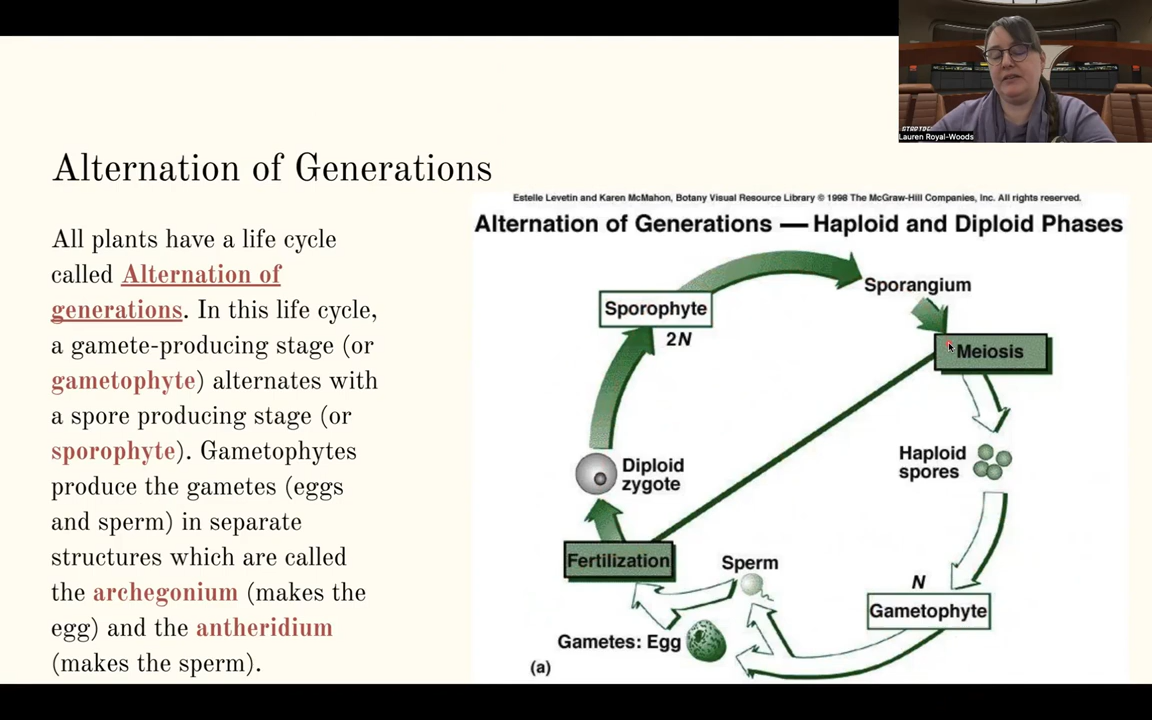 Lauren Royal-Woods
Alternation of Generations
All plants have a life cycle
called Alternation of
generations. In this life cycle,
a gamete-producing stage (or
gametophyte) alternates with
a spore producing stage (or
sporophyte). Gametophytes
produce the gametes (eggs
and sperm) in separate
structures which are called
the archegonium (makes the
egg) and the antheridium
(makes the sperm).
Estelle Levetin and Karen McMahon, Botany Visual Resource Library © 1998 The McGraw-Hill Companies, Inc. All rights reserved.
Alternation of Generations — Haploid and Diploid Phases
Sporangium
Sporophyte
2N
Meiosis
Haploid
spores
Diploid
zygote
Fertilization
Sperm
N
Gametophyte
Gametes: Egg
(a)